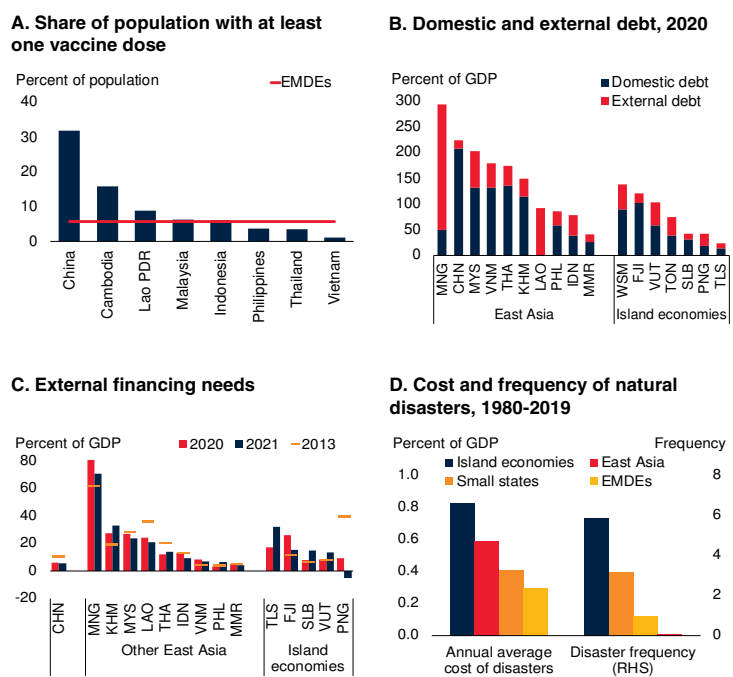 A. Share of population with at least
one vaccine dose
Percent of population
EMDEs
40
30
20
10
0
China
Cambodia
Lao PDR
Malaysia
Indonesia
Philippines
Thailand
Vietnam
B. Domestic and external debt, 2020
Percent of GDP
Domestic debt
External debt
300
250
200
150
100
50
0
MNG
CHN
MYS
VNM
THA
KHM
LAO
PHL
IDN
MMR
WSM
FJI
VUT
TON
SLB
PNG
TLS
East Asia
Island economies
C. External financing needs
Percent of GDP
2020
2021
2013
80
60
40
20
0
-20
CHN
MNG
KHM
MYS
LAO
THA
IDN
VNM
PHL
MMR
TLS
FJI
SLB
VUT
PNG
Other East Asia
Island
economies
D. Cost and frequency of natural
disasters, 1980-2019
Percent of GDP
Frequency
Island economies
East Asia
Small states
EMDEs
1.0
0.8
0.6
0.4
0.2
0.0
8
6
4
2
0
Annual average
cost of disasters
Disaster frequency
(RHS)